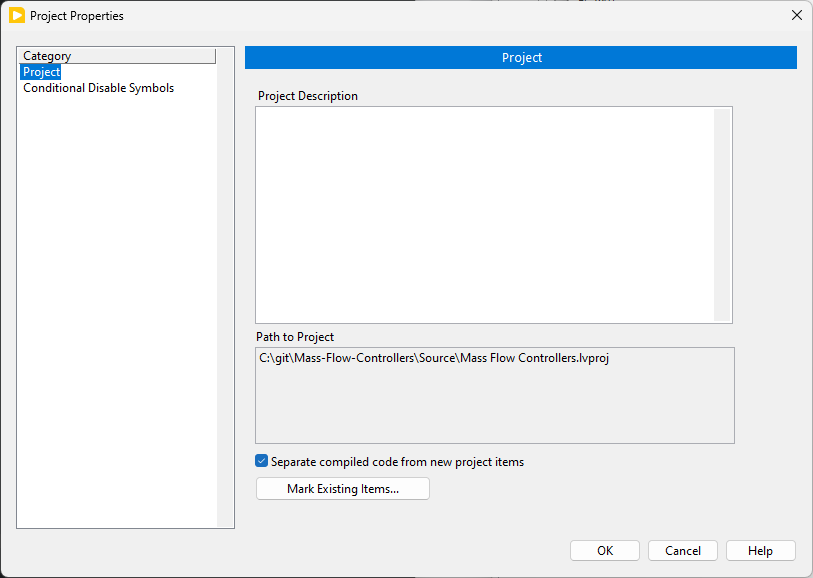 Project Properties
Category
Project
Conditional Disable Symbols
Project
Project Description
Path to Project
C:\git\Mass-Flow-Controllers\Source\Mass Flow Controllers.lvproj
Separate compiled code from new project items
Mark Existing Items...
OK
Cancel
Help